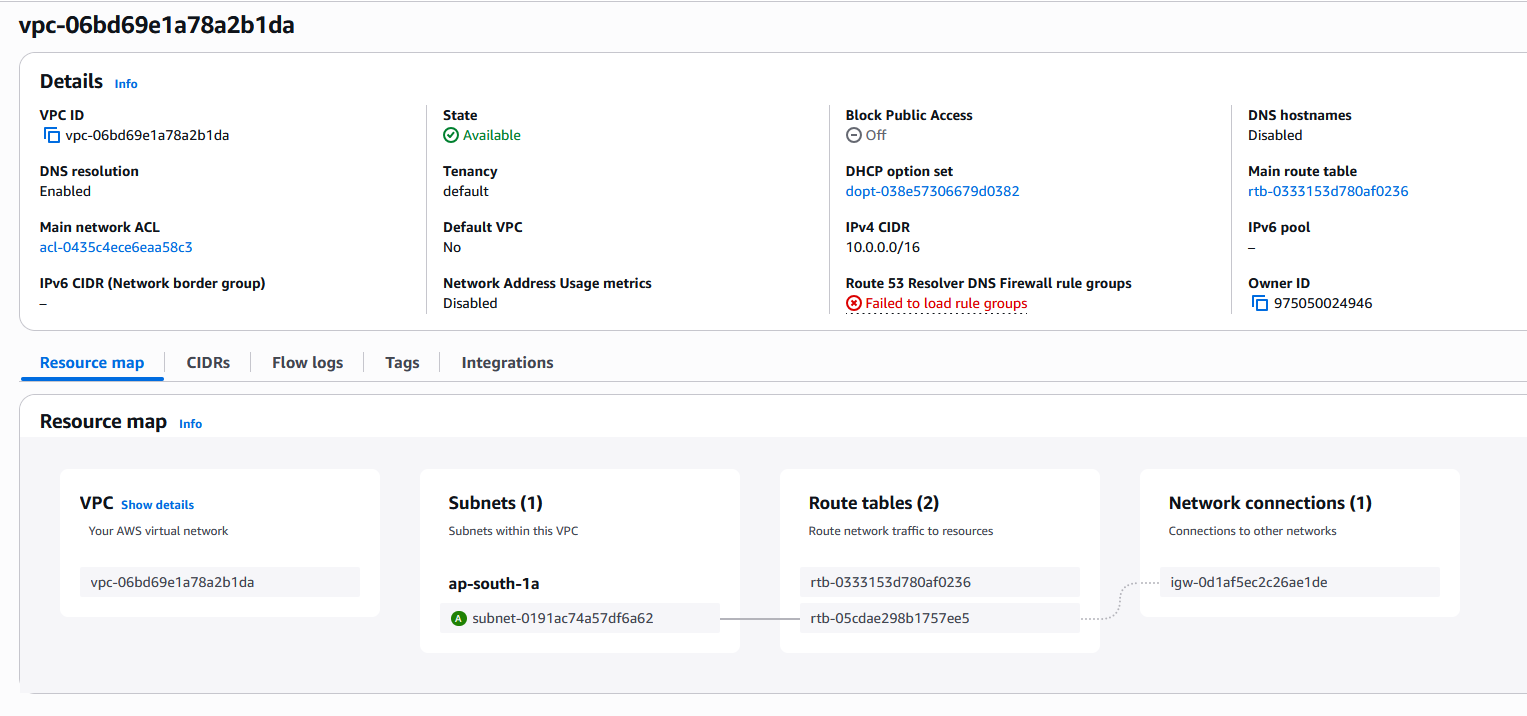 vpc-06bd69e1a78a2b1da
Details Info
VPC ID
vpc-06bd69e1a78a2b1da
State
Available
Block Public Access
Off
DNS hostnames
Disabled
DNS resolution
Enabled
Tenancy
default
DHCP option set
dopt-038e57306679d0382
Main route table
rtb-0333153d780af0236
Main network ACL
acl-0435c4ece6eaa58c3
Default VPC
No
IPv4 CIDR
10.0.0.0/16
IPv6 pool
–
IPv6 CIDR (Network border group)
–
Network Address Usage metrics
Disabled
Route 53 Resolver DNS Firewall rule groups
Failed to load rule groups
Owner ID
975050024946
Resource map
CIDRs
Flow logs
Tags
Integrations
Resource map Info
VPC Show details
Your AWS virtual network
vpc-06bd69e1a78a2b1da
Subnets (1)
Subnets within this VPC
ap-south-1a
A subnet-0191ac74a57df6a62
Route tables (2)
Route network traffic to resources
rtb-0333153d780af0236
rtb-05cdae298b1757ee5
Network connections (1)
Connections to other networks
igw-0d1af5ec2c26ae1de